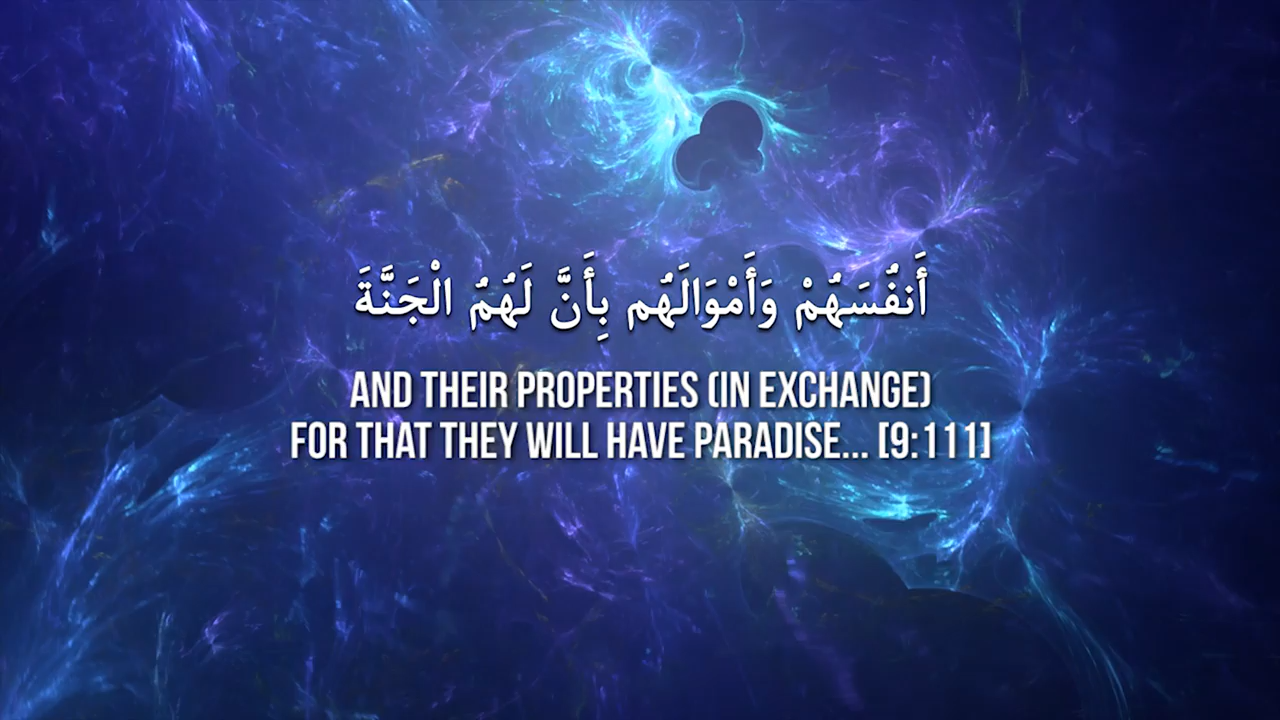 أَنفُسَهُمْ وَأَمْوَالَهُم بِأَنَّ لَهُمُ الْجَنَّةَ
AND THEIR PROPERTIES (IN EXCHANGE)
FOR THAT THEY WILL HAVE PARADISE... [9:111]